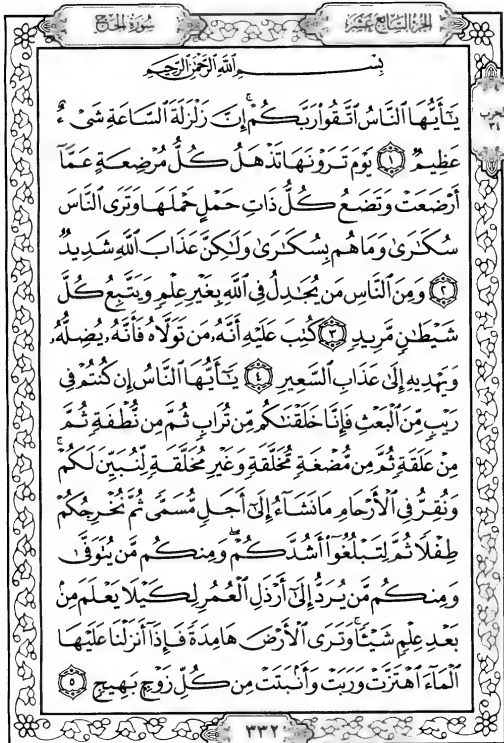 الجزء السابع عشر
سورة الحج
بِسْمِ اللَّهِ الرَّحْمَٰنِ الرَّحِيمِ
يَٰٓأَيُّهَا ٱلنَّاسُ ٱتَّقُوا۟ رَبَّكُمْ ۚ إِنَّ زَلْزَلَةَ ٱلسَّاعَةِ شَىْءٌ
عَظِيمٌ ١ يَوْمَ تَرَوْنَهَا تَذْهَلُ كُلُّ مُرْضِعَةٍ عَمَّآ
أَرْضَعَتْ وَتَضَعُ كُلُّ ذَاتِ حَمْلٍ حَمْلَهَا وَتَرَى ٱلنَّاسَ
سُكَٰرَىٰ وَمَا هُم بِسُكَٰرَىٰ وَلَٰكِنَّ عَذَابَ ٱللَّهِ شَدِيدٌ
٢ وَمِنَ ٱلنَّاسِ مَن يُجَٰدِلُ فِى ٱللَّهِ بِغَيْرِ عِلْمٍ وَيَتَّبِعُ كُلَّ
شَيْطَٰنٍ مَّرِيدٍ ٣ كُتِبَ عَلَيْهِ أَنَّهُۥ مَن تَوَلَّاهُ فَأَنَّهُۥ يُضِلُّهُۥ
وَيَهْدِيهِ إِلَىٰ عَذَابِ ٱلسَّعِيرِ ٤ يَٰٓأَيُّهَا ٱلنَّاسُ إِن كُنتُمْ فِى
رَيْبٍ مِّنَ ٱلْبَعْثِ فَإِنَّا خَلَقْنَٰكُم مِّن تُرَابٍ ثُمَّ مِن نُّطْفَةٍ ثُمَّ
مِنْ عَلَقَةٍ ثُمَّ مِن مُّضْغَةٍ مُّخَلَّقَةٍ وَغَيْرِ مُخَلَّقَةٍ لِّنُبَيِّنَ لَكُمْ ۚ
وَنُقِرُّ فِى ٱلْأَرْحَامِ مَا نَشَآءُ إِلَىٰٓ أَجَلٍ مُّسَمًّى ثُمَّ نُخْرِجُكُمْ
طِفْلًا ثُمَّ لِتَبْلُغُوٓا۟ أَشُدَّكُمْ ۖ وَمِنكُم مَّن يُتَوَفَّىٰ
وَمِنكُم مَّن يُرَدُّ إِلَىٰٓ أَرْذَلِ ٱلْعُمُرِ لِكَيْلَا يَعْلَمَ مِنۢ
بَعْدِ عِلْمٍ شَيْـًٔا ۚ وَتَرَى ٱلْأَرْضَ هَامِدَةً فَإِذَآ أَنزَلْنَا عَلَيْهَا
ٱلْمَآءَ ٱهْتَزَّتْ وَرَبَتْ وَأَنۢبَتَتْ مِن كُلِّ زَوْجٍۭ بَهِيجٍ ٥
٣٣٢